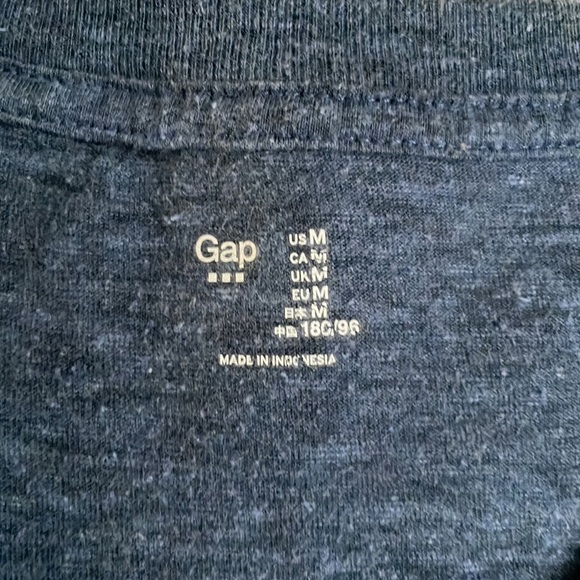 Gap
US M
CA M
UK M
EU M
日本 M
中国 180/96
MADE IN INDONESIA